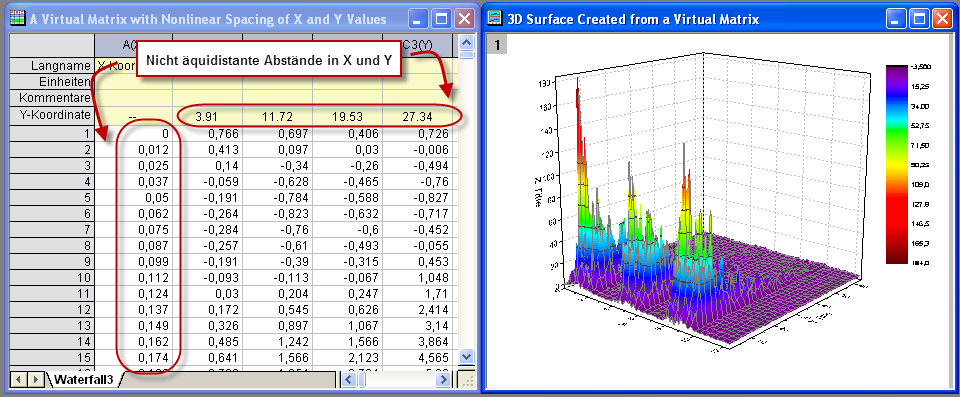 A Virtual Matrix with Nonlinear Spacing of X and Y Values
C3(Y)
Nicht äquidistante Abstände in X und Y
Langname
Einheiten
Kommentare
Y-Koordinate -- 3.91 11.72 19.53 27.34
1 0 0,766 0,697 0,406 0,726
2 0,012 0,413 0,097 0,03 -0,006
3 0,025 0,14 -0,34 -0,26 -0,494
4 0,037 -0,059 -0,628 -0,465 -0,76
5 0,05 -0,191 -0,784 -0,588 -0,827
6 0,062 -0,264 -0,823 -0,632 -0,717
7 0,075 -0,284 -0,76 -0,6 -0,452
8 0,087 -0,257 -0,61 -0,493 -0,055
9 0,099 -0,191 -0,39 -0,315 0,453
10 0,112 -0,093 -0,113 -0,067 1,048
11 0,124 0,03 0,204 0,247 1,71
12 0,137 0,172 0,545 0,626 2,414
13 0,149 0,326 0,897 1,067 3,14
14 0,162 0,485 1,242 1,566 3,864
15 0,174 0,641 1,566 2,123 4,565
Waterfall3
3D Surface Created from a Virtual Matrix
1
-3,500
15,25
34,00
52,75
71,50
90,25
109,0
127,8
146,5
165,3
184,0